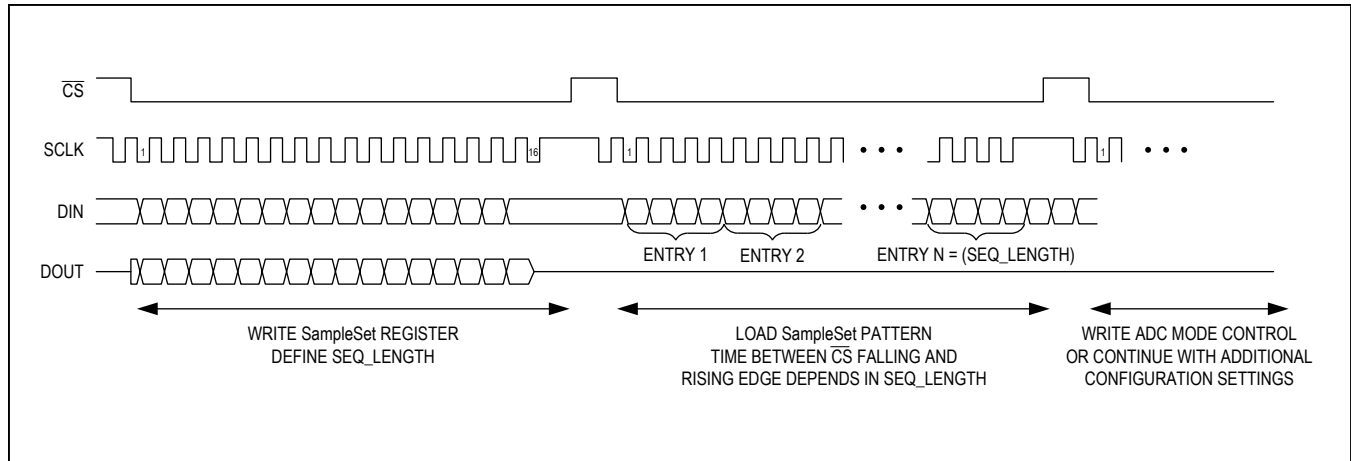 CS
SCLK
1
16
1
• • •
1
• • •
DIN
• • •
ENTRY 1
ENTRY 2
ENTRY N = (SEQ_LENGTH)
DOUT
WRITE SampleSet REGISTER
DEFINE SEQ_LENGTH
LOAD SampleSet PATTERN
TIME BETWEEN CS FALLING AND
RISING EDGE DEPENDS IN SEQ_LENGTH
WRITE ADC MODE CONTROL
OR CONTINUE WITH ADDITIONAL
CONFIGURATION SETTINGS